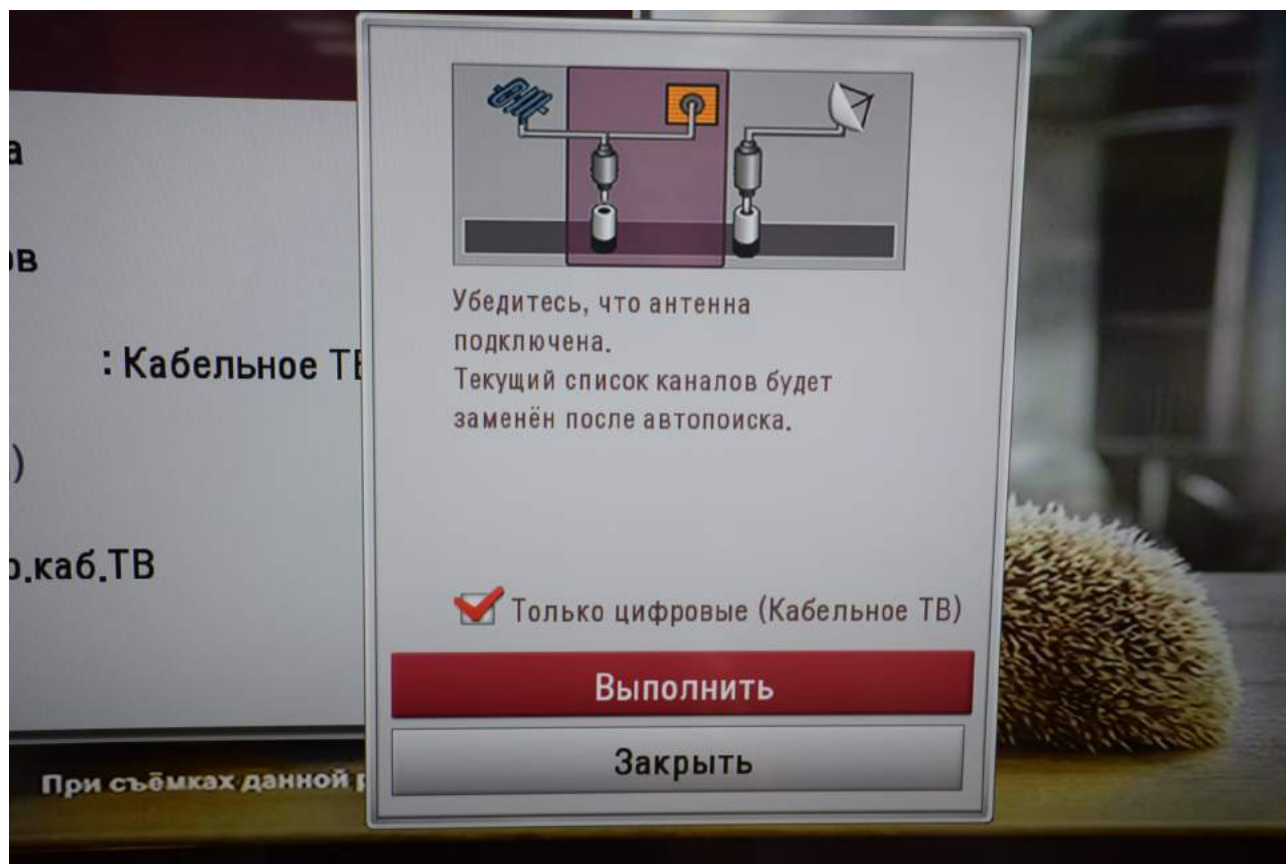 Убедитесь, что антенна
подключена.
Текущий список каналов будет
заменён после автопоиска.
: Кабельное
.каб.ТВ
Только цифровые (Кабельное ТВ)
Выполнить
Закрыть
При съёмках данной